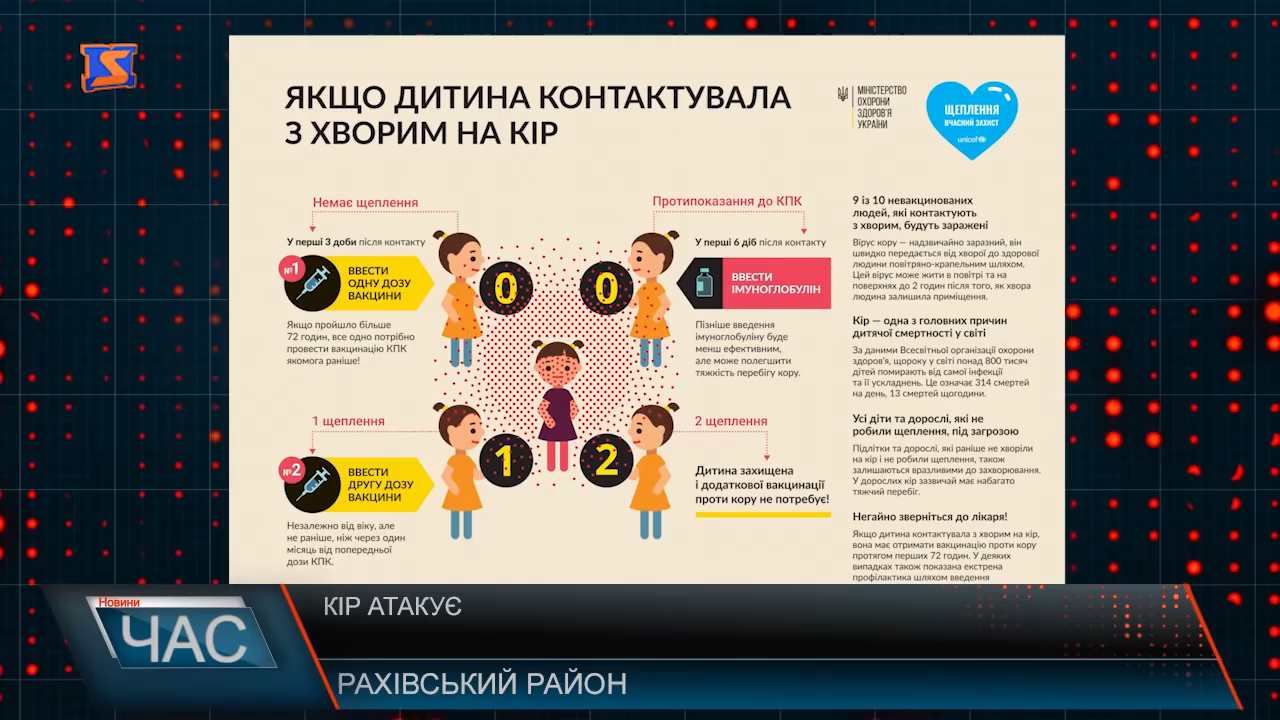 ЯКЩО ДИТИНА КОНТАКТУВАЛА
З ХВОРИМ НА КІР
МІНІСТЕРСТВО
ОХОРОНИ
ЗДОРОВ'Я
УКРАЇНИ
ЩЕПЛЕННЯ
ВЧАСНИЙ ЗАХИСТ
unicef
Немає щеплення
У перші 3 доби після контакту
№1
ВВЕСТИ
ОДНУ ДОЗУ
ВАКЦИНИ
Якщо пройшло більше
72 годин, все одно потрібно
провести вакцинацію КПК
якомога раніше!
0
0
Протипоказання до КПК
У перші 6 діб після контакту
ВВЕСТИ
ІМУНОГЛОБУЛІН
Пізніше введення
імуноглобуліну буде
менш ефективним,
але може полегшити
тяжкість перебігу кору.
1 щеплення
№2
ВВЕСТИ
ДРУГУ ДОЗУ
ВАКЦИНИ
Незалежно від віку, але
не раніше, ніж через один
місяць від попередньої
дози КПК.
1
2
2 щеплення
Дитина захищена
і додаткової вакцинації
проти кору не потребує!
9 із 10 невакцинованих
людей, які контактують
з хворим, будуть заражені
Вірус кору — надзвичайно заразний, він
швидко передається від хворої до здорової
людини повітряно-крапельним шляхом.
Цей вірус може жити в повітрі та на
поверхнях до 2 годин після того, як хвора
людина залишила приміщення.
Кір — одна з головних причин
дитячої смертності у світі
За даними Всесвітньої організації охорони
здоров'я, щороку у світі понад 800 тисяч
дітей помирають від самої інфекції
та її ускладнень. Це означає 314 смертей
на день, 13 смертей щогодини.
Усі діти та дорослі, які не
робили щеплення, під загрозою
Підлітки та дорослі, які раніше не хворіли
на кір і не робили щеплення, також
залишаються вразливими до захворювання.
У дорослих кір зазвичай має набагато
тяжчий перебіг.
Негайно зверніться до лікаря!
Якщо дитина контактувала з хворим на кір,
вона має отримати вакцинацію проти кору
протягом перших 72 годин. У деяких
випадках також показана екстрена
профілактика шляхом введення
Новини
ЧАС
КІР АТАКУЄ
РАХІВСЬКИЙ РАЙОН